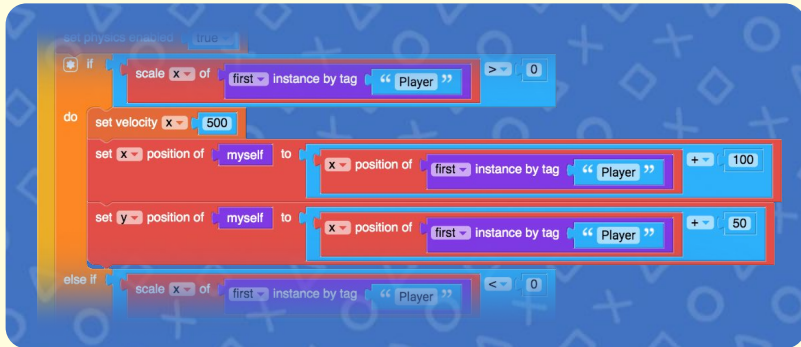 set physics enabled true
if scale x of first instance by tag “ Player ” > 0
do set velocity x 500
set x position of myself to x position of first instance by tag “ Player ” + 100
set y position of myself to x position of first instance by tag “ Player ” + 50
else if scale x of first instance by tag “ Player ” < 0